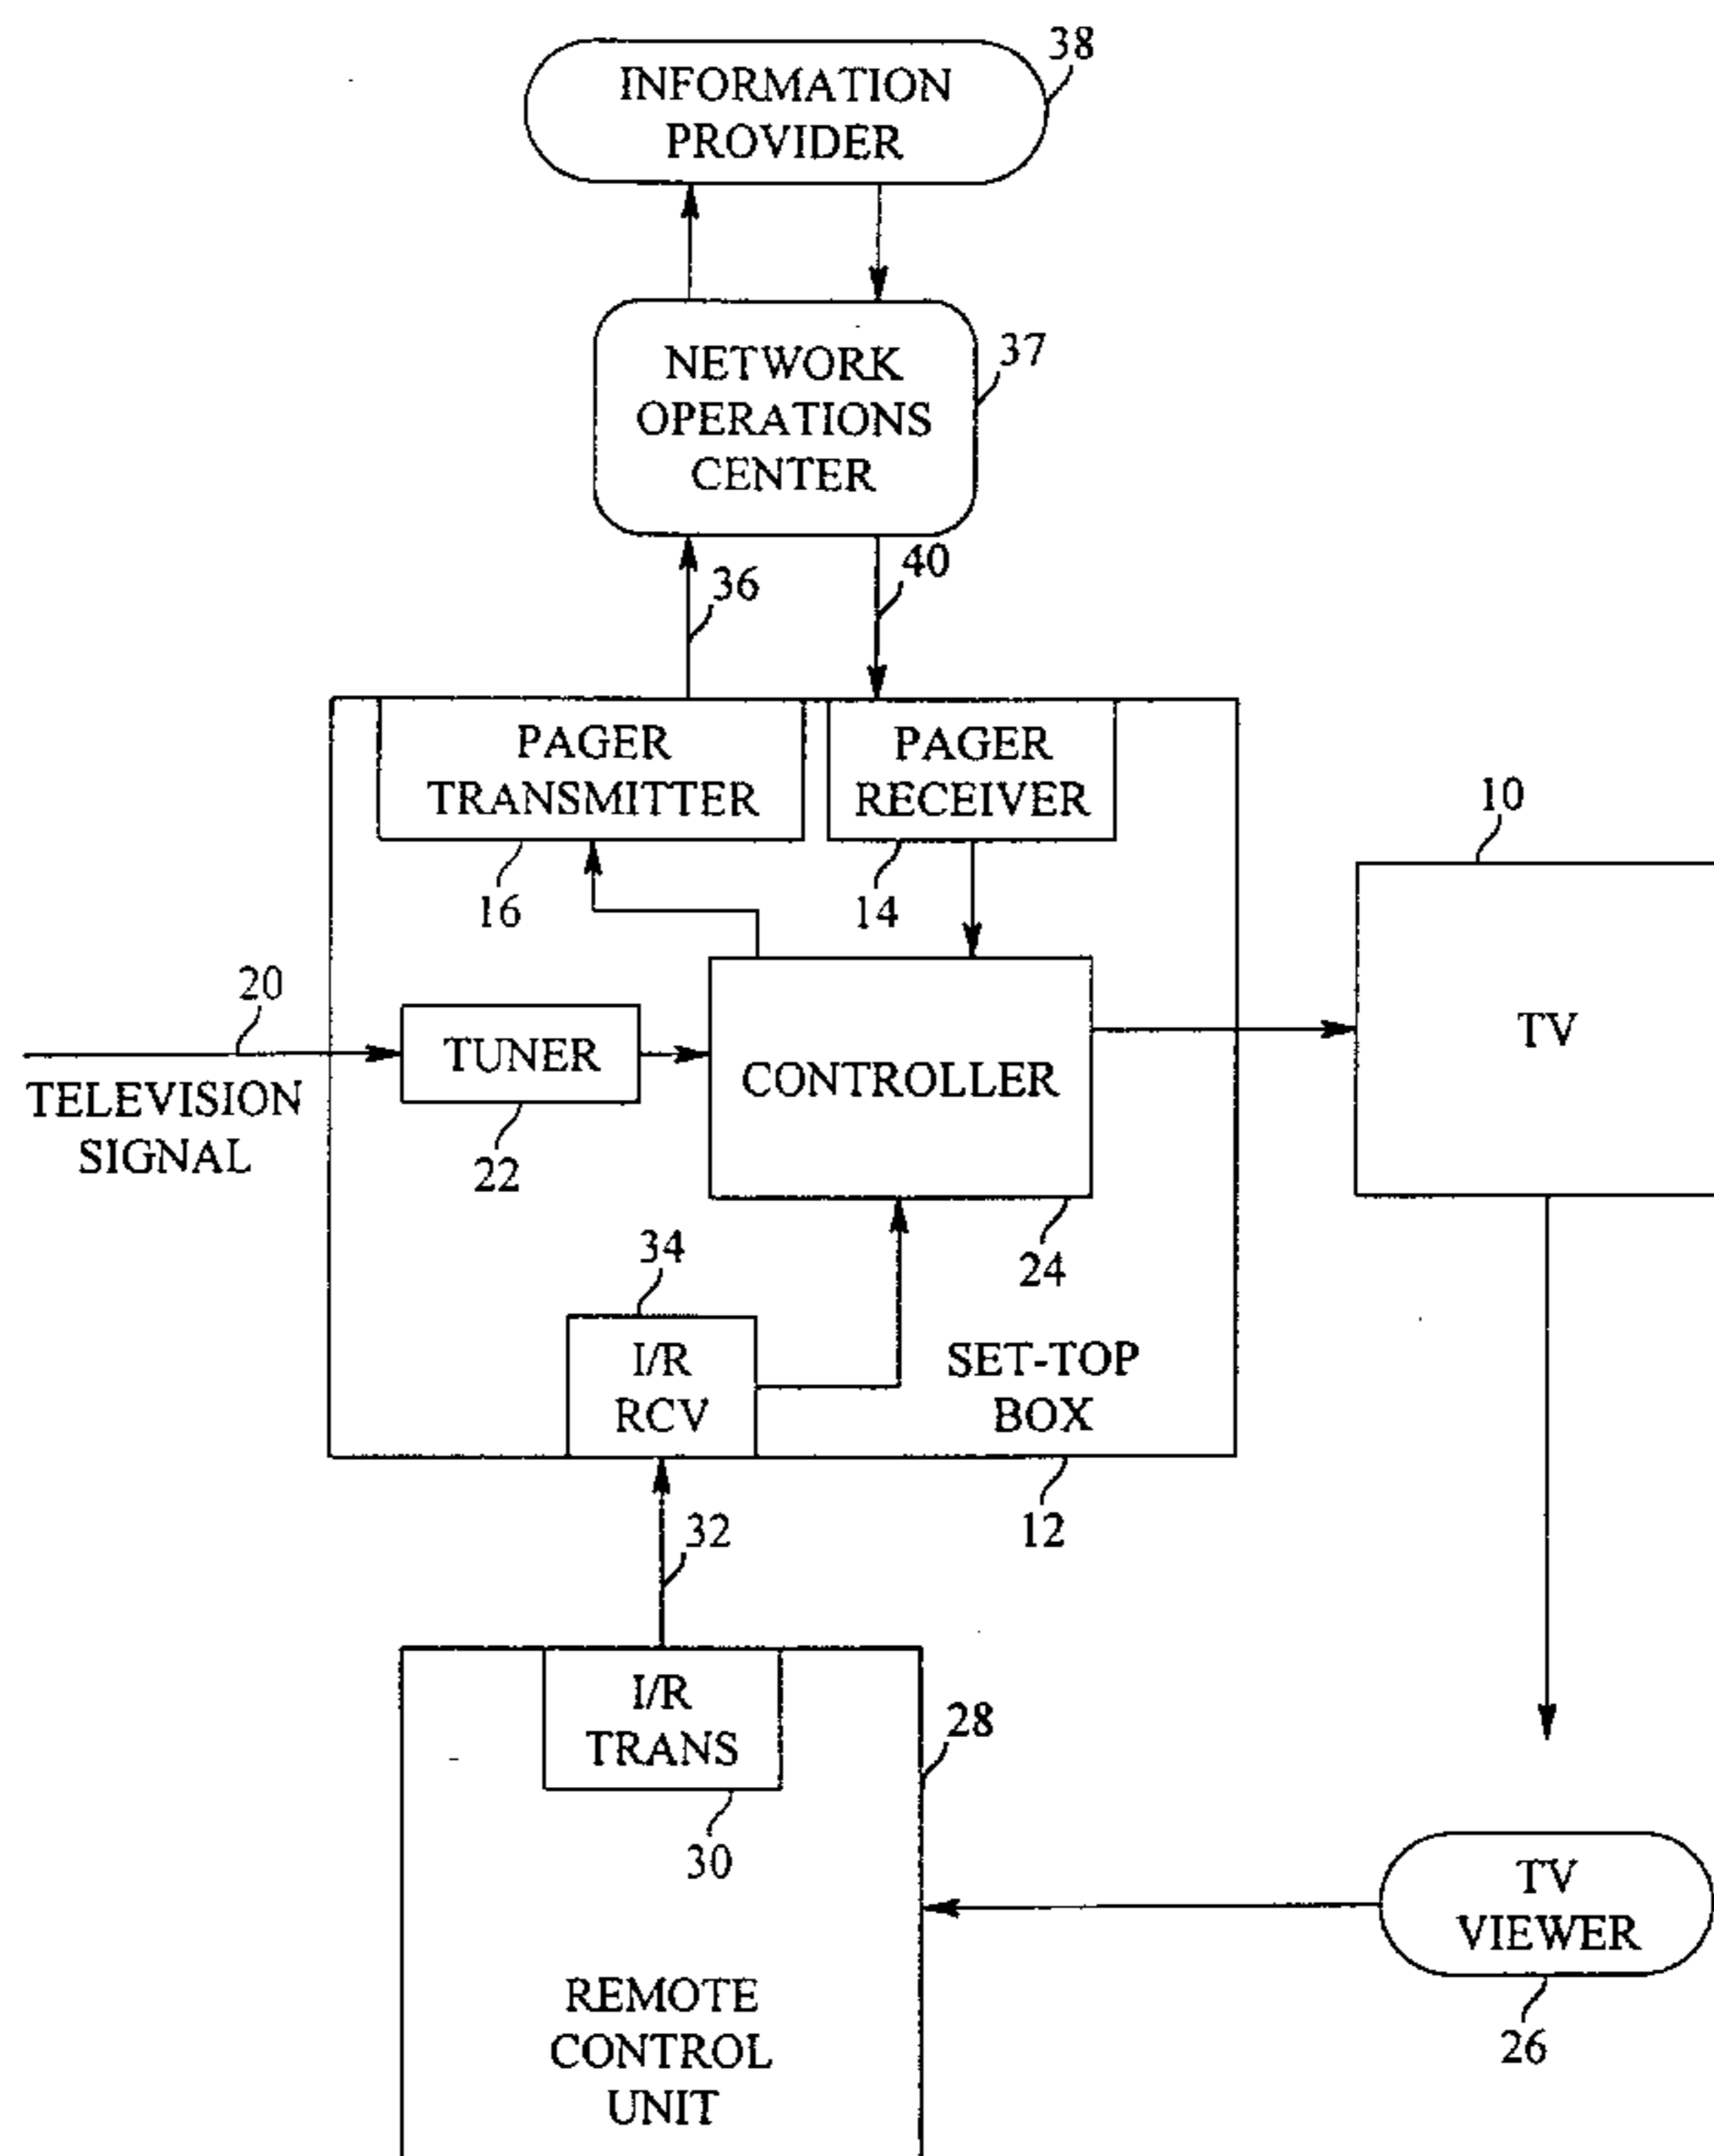 38
INFORMATION
PROVIDER
37
NETWORK
OPERATIONS
CENTER
36
40
PAGER
TRANSMITTER
16
PAGER
RECEIVER
14
10
TV
20
TELEVISION
SIGNAL
TUNER
22
CONTROLLER
24
34
I/R
RCV
SET-TOP
BOX
12
32
I/R
TRANS
30
28
REMOTE
CONTROL
UNIT
TV
VIEWER
26